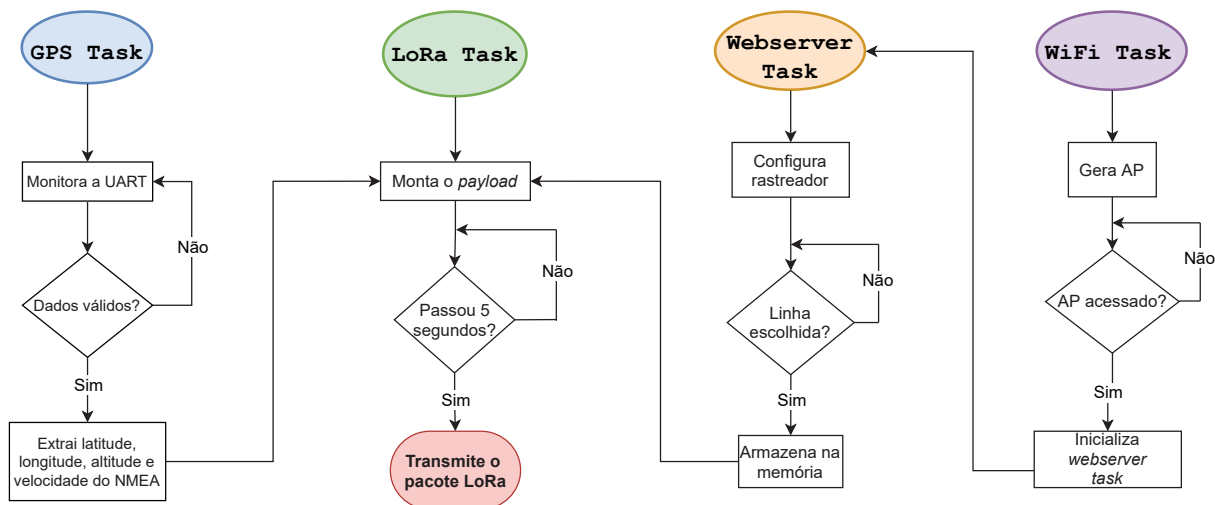 GPS Task
Monitora a UART
Não
Dados válidos?
Sim
Extrai latitude,
longitude, altitude e
velocidade do NMEA
LoRa Task
Monta o payload
Não
Passou 5
segundos?
Sim
Transmite o
pacote LoRa
Webserver
Task
Configura
rastreador
Não
Linha
escolhida?
Sim
Armazena na
memória
WiFi Task
Gera AP
Não
AP acessado?
Sim
Inicializa
webserver
task